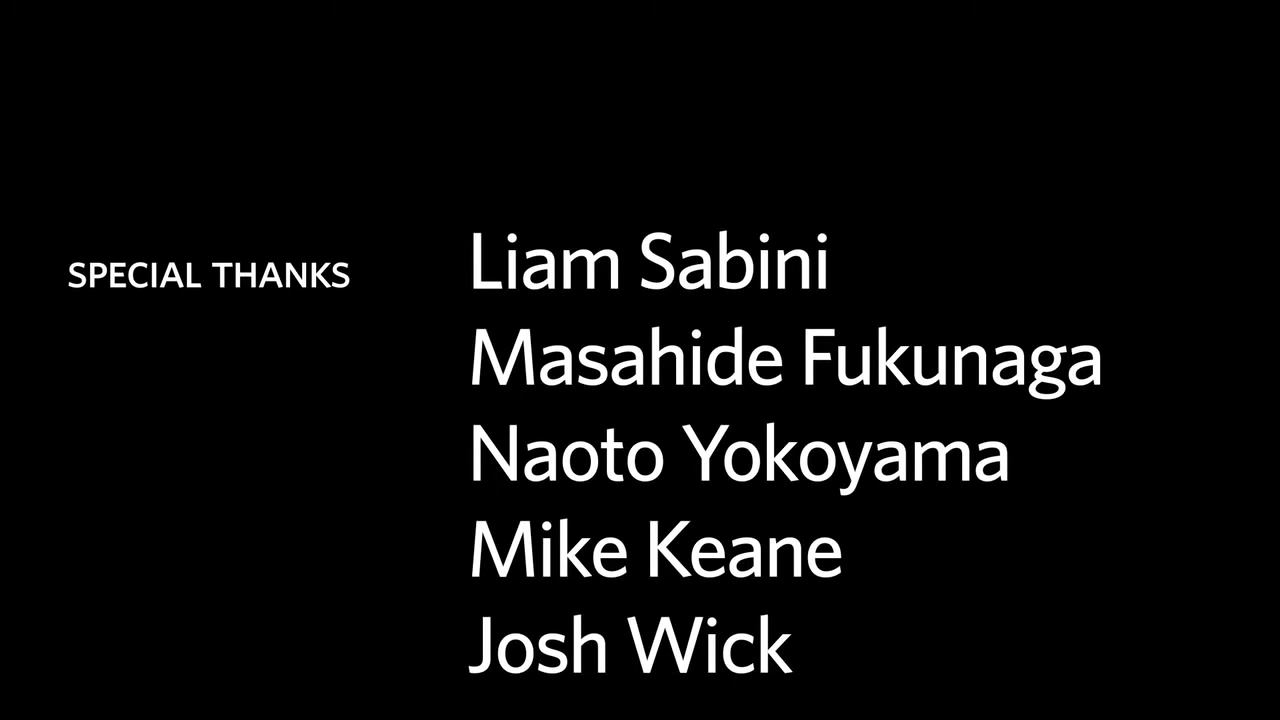 SPECIAL THANKS
Liam Sabini
Masahide Fukunaga
Naoto Yokoyama
Mike Keane
Josh Wick